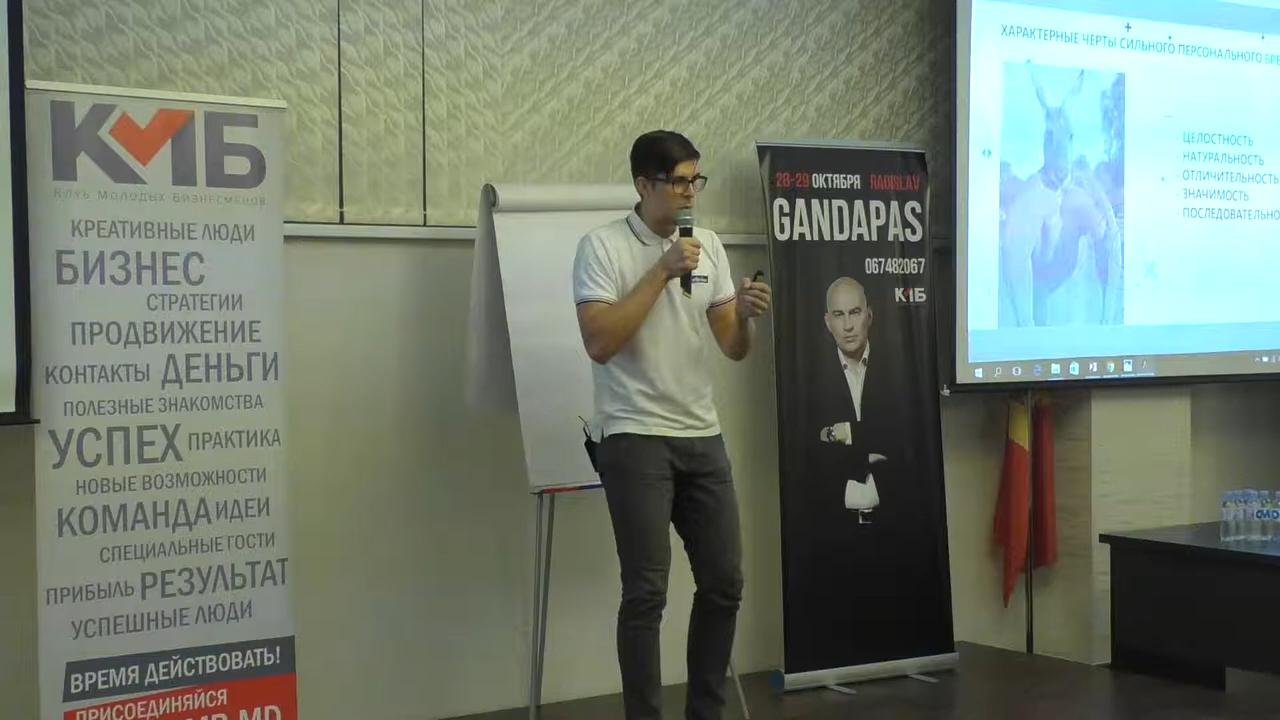 КМБ
Клуб Молодых Бизнесменов
КРЕАТИВНЫЕ ЛЮДИ
БИЗНЕС
СТРАТЕГИИ
ПРОДВИЖЕНИЕ
КОНТАКТЫ ДЕНЬГИ
ПОЛЕЗНЫЕ ЗНАКОМСТВА
УСПЕХ ПРАКТИКА
НОВЫЕ ВОЗМОЖНОСТИ
КОМАНДА ИДЕИ
СПЕЦИАЛЬНЫЕ ГОСТИ
ПРИБЫЛЬ РЕЗУЛЬТАТ
УСПЕШНЫЕ ЛЮДИ
ВРЕМЯ ДЕЙСТВОВАТЬ!
ПРИСОЕДИНЯЙСЯ
28-29 ОКТЯБРЯ RADISLAV
GANDAPAS
067482067
КМБ
ХАРАКТЕРНЫЕ ЧЕРТЫ СИЛЬНОГО ПЕРСОНАЛЬНОГО БРЕ
- ЦЕЛОСТНОСТЬ
- НАТУРАЛЬНОСТЬ
- ОТЛИЧИТЕЛЬНОСТЬ
- ЗНАЧИМОСТЬ
- ПОСЛЕДОВАТЕЛЬНО